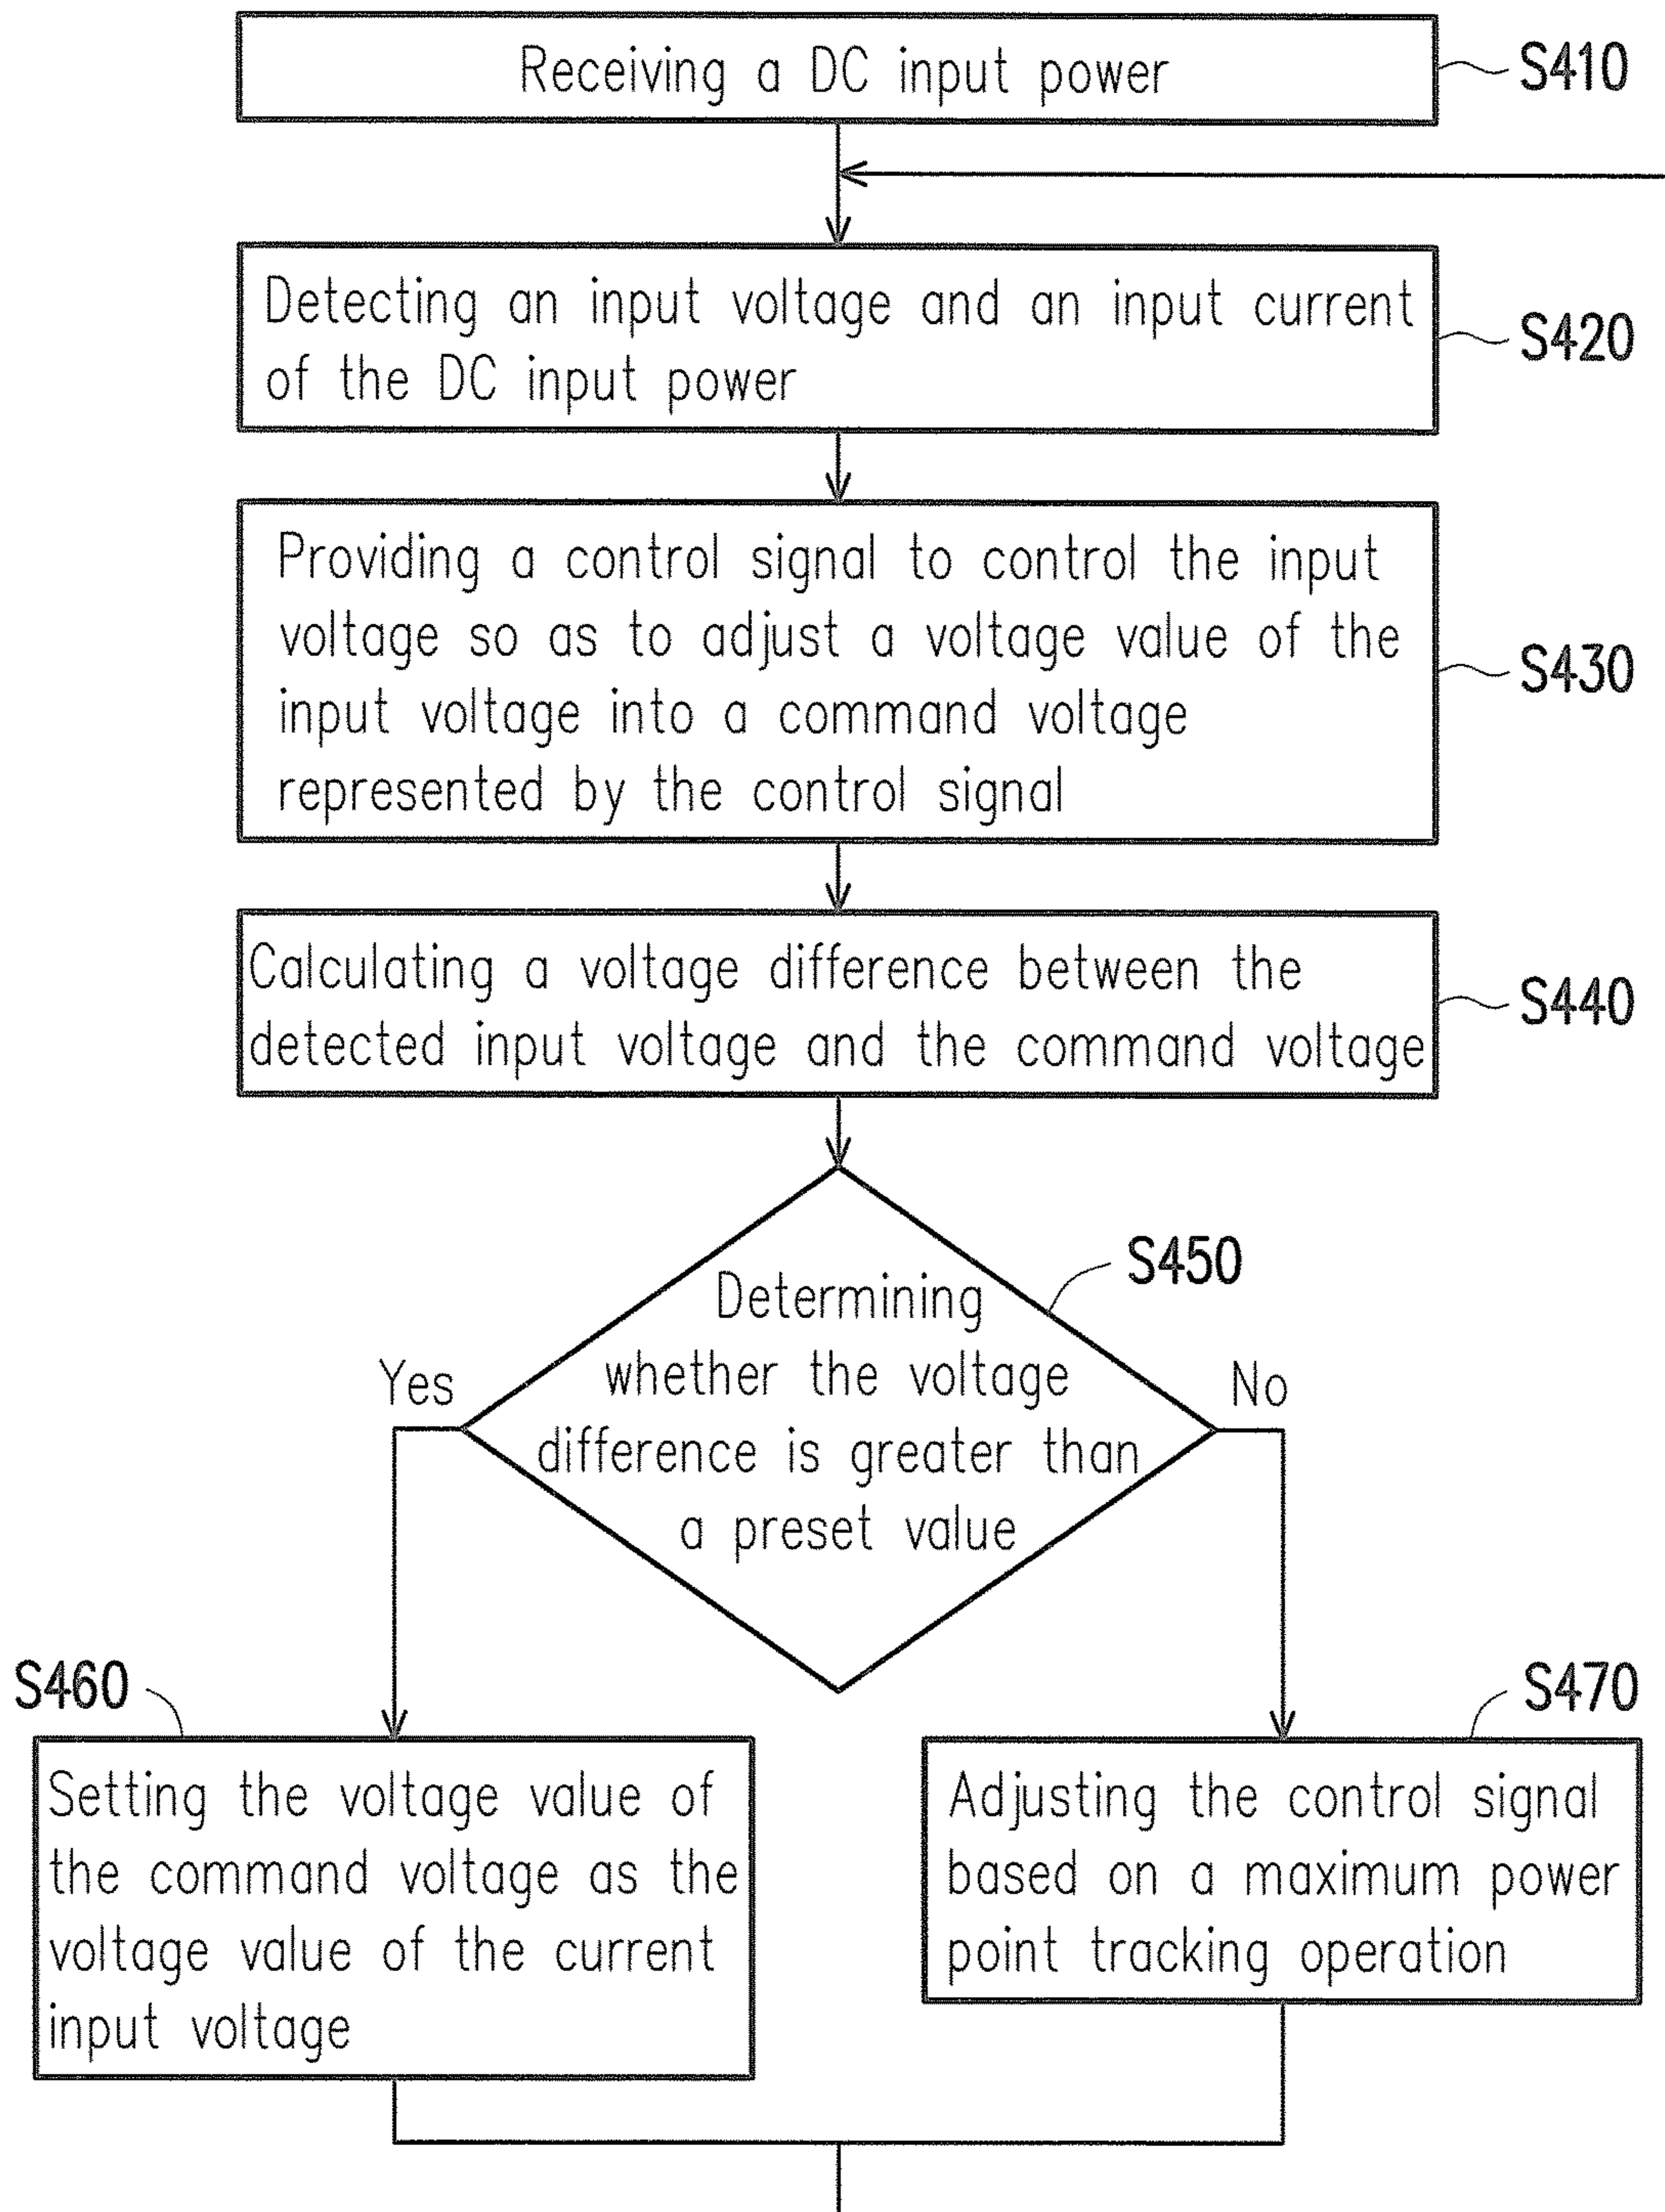 Receiving a DC input power
S410
Detecting an input voltage and an input current
of the DC input power
S420
Providing a control signal to control the input
voltage so as to adjust a voltage value of the
input voltage into a command voltage
represented by the control signal
S430
Calculating a voltage difference between the
detected input voltage and the command voltage
S440
S450
Determining
whether the voltage
difference is greater than
a preset value
Yes
No
S460
Setting the voltage value of
the command voltage as the
voltage value of the current
input voltage
S470
Adjusting the control signal
based on a maximum power
point tracking operation